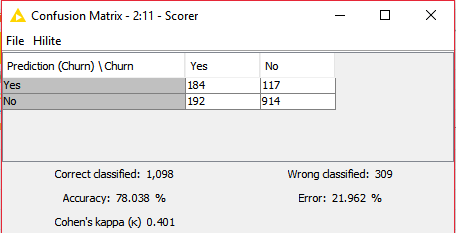 Confusion Matrix - 2:11 - Scorer
File Hilite
Prediction (Churn) \ Churn Yes No
Yes 184 117
No 192 914
Correct classified: 1,098 Wrong classified: 309
Accuracy: 78.038 % Error: 21.962 %
Cohen's kappa (κ) 0.401